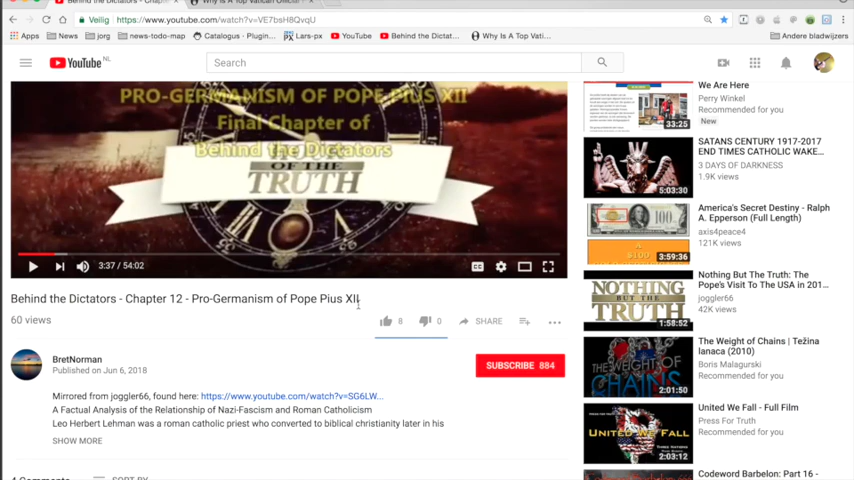 Behind the Dictators - Chapte
Why Is A Top Vatican Official
Veilig
https://www.youtube.com/watch?v=VE7bsH8QvqU
Apps
News
jorg
news-todo-map
Catalogus - Plugin...
Lars-px
YouTube
Behind the Dictat...
Why Is A Top Vati...
Andere bladwijzers
YouTube NL
Search
PRO-GERMANISM OF POPE PIUS XII
Final Chapter of
Behind the Dictators
OF THE
TRUTH
3:37 / 54:02
Behind the Dictators - Chapter 12 - Pro-Germanism of Pope Pius XII
60 views
8
0
SHARE
BretNorman
Published on Jun 6, 2018
SUBSCRIBE 884
Mirrored from joggler66, found here: https://www.youtube.com/watch?v=SG6LW...
A Factual Analysis of the Relationship of Nazi-Fascism and Roman Catholicism
Leo Herbert Lehman was a roman catholic priest who converted to biblical christianity later in his
SHOW MORE
4 Comments
SORT BY
33:25
We Are Here
Perry Winkel
Recommended for you
New
5:03:30
SATANS CENTURY 1917-2017
END TIMES CATHOLIC WAKE...
3 DAYS OF DARKNESS
1.9K views
100
3:59:36
America's Secret Destiny - Ralph
A. Epperson (Full Length)
axis4peace4
121K views
NOTHING
BUT THE
TRUTH
1:58:52
Nothing But The Truth: The
Pope's Visit To The USA in 201...
joggler66
42K views
THE WEIGHT OF
CHAINS
2:01:50
The Weight of Chains | Težina
lanaca (2010)
Boris Malagurski
Recommended for you
UNITED WE FALL
2:03:12
United We Fall - Full Film
Press For Truth
Recommended for you
Codeword Barbelon: Part 16 -